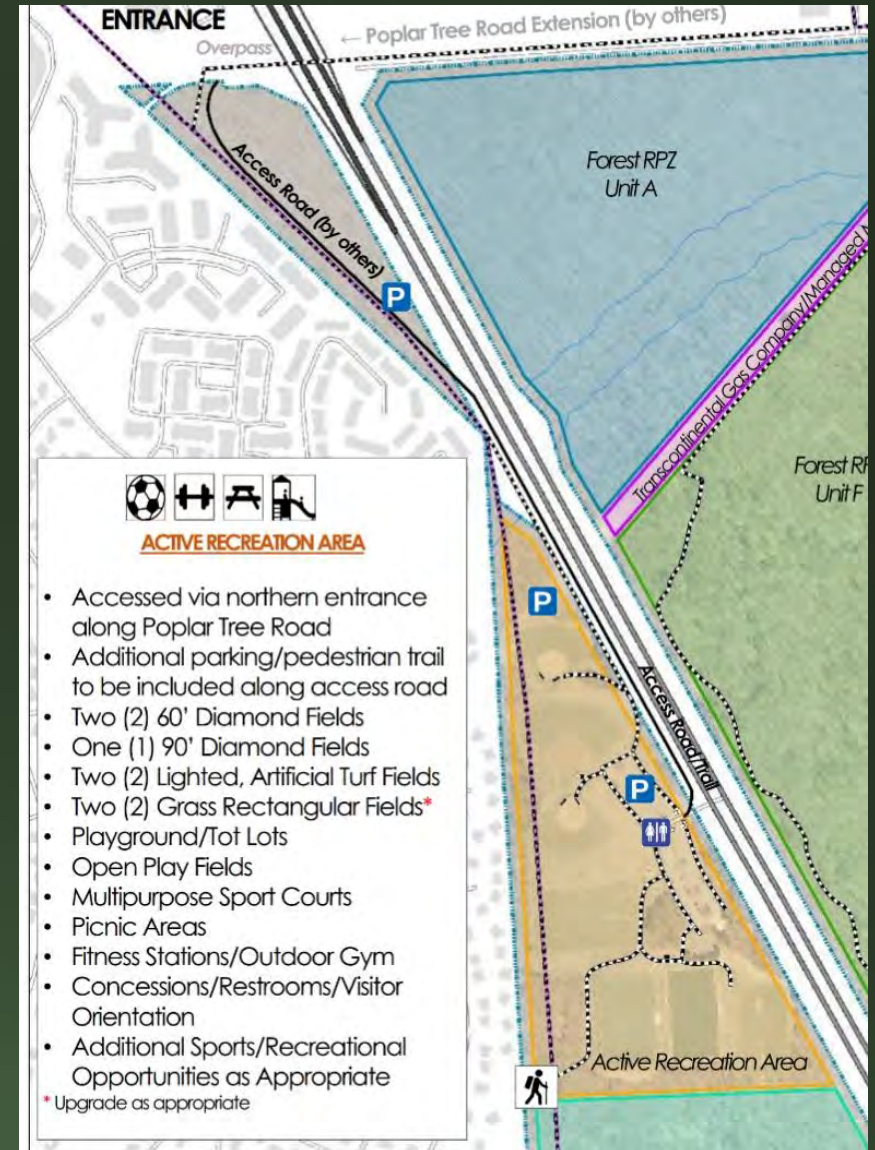 ENTRANCE
Overpass
← Poplar Tree Road Extension (by others)
Access Road (by others)
P
Forest RPZ
Unit A
Transcontinental Gas Company/Managed
Forest
Unit F
P
Access Road/Trail
P
Active Recreation Area
ACTIVE RECREATION AREA
• Accessed via northern entrance
along Poplar Tree Road
• Additional parking/pedestrian trail
to be included along access road
• Two (2) 60' Diamond Fields
• One (1) 90' Diamond Fields
• Two (2) Lighted, Artificial Turf Fields
• Two (2) Grass Rectangular Fields*
• Playground/Tot Lots
• Open Play Fields
• Multipurpose Sport Courts
• Picnic Areas
• Fitness Stations/Outdoor Gym
• Concessions/Restrooms/Visitor
Orientation
• Additional Sports/Recreational
Opportunities as Appropriate
* Upgrade as appropriate